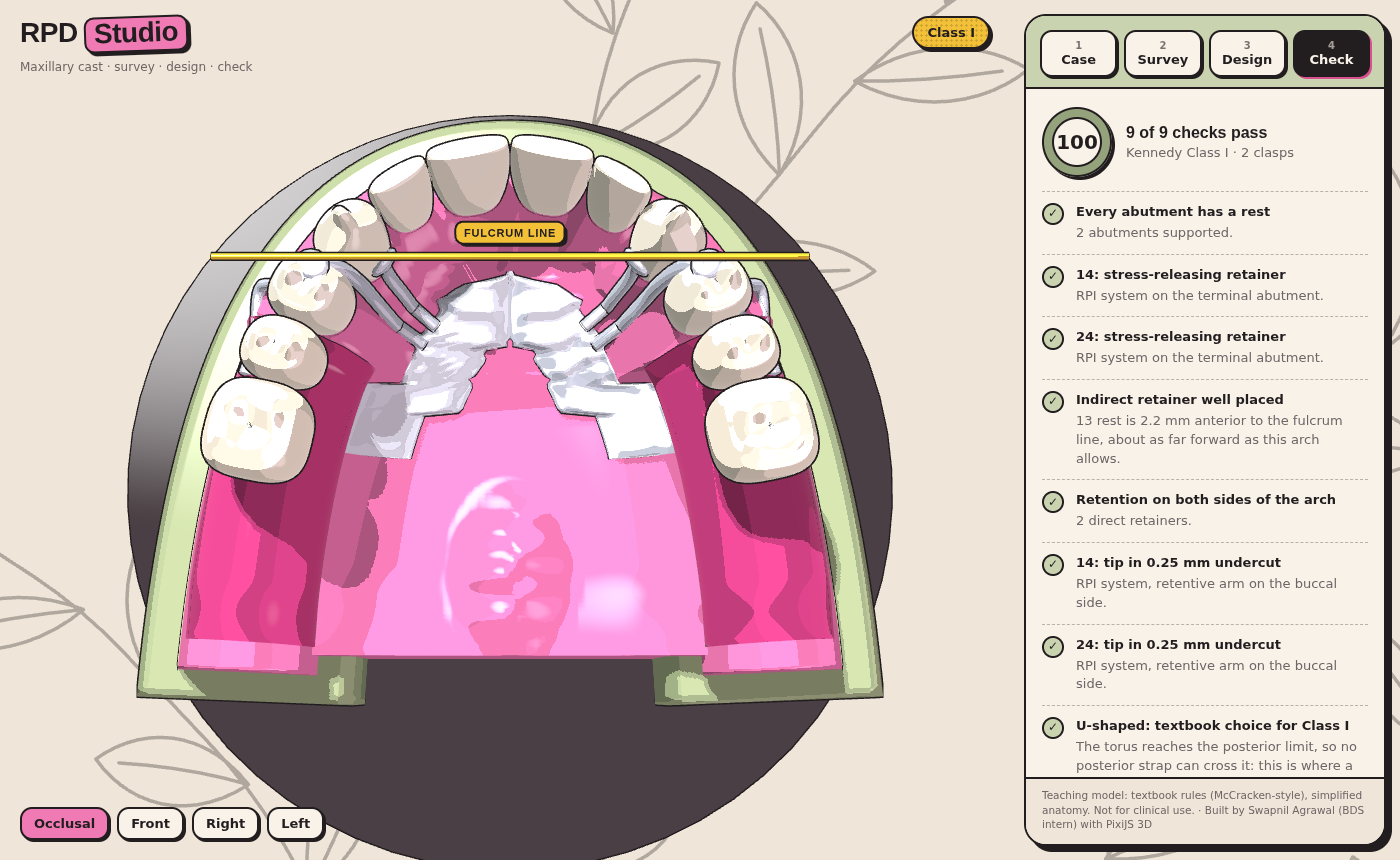 RPD Studio
Maxillary cast · survey · design · check
Class I
FULCRUM LINE
Occlusal
Front
Right
Left
1
Case
2
Survey
3
Design
4
Check
100
9 of 9 checks pass
Kennedy Class I · 2 clasps
Every abutment has a rest
2 abutments supported.
14: stress-releasing retainer
RPI system on the terminal abutment.
24: stress-releasing retainer
RPI system on the terminal abutment.
Indirect retainer well placed
13 rest is 2.2 mm anterior to the fulcrum
line, about as far forward as this arch
allows.
Retention on both sides of the arch
2 direct retainers.
14: tip in 0.25 mm undercut
RPI system, retentive arm on the buccal
side.
24: tip in 0.25 mm undercut
RPI system, retentive arm on the buccal
side.
U-shaped: textbook choice for Class I
The torus reaches the posterior limit, so no
posterior strap can cross it: this is where a
Teaching model: textbook rules (McCracken-style), simplified
anatomy. Not for clinical use. · Built by Swapnil Agrawal (BDS
intern) with PixiJS 3D